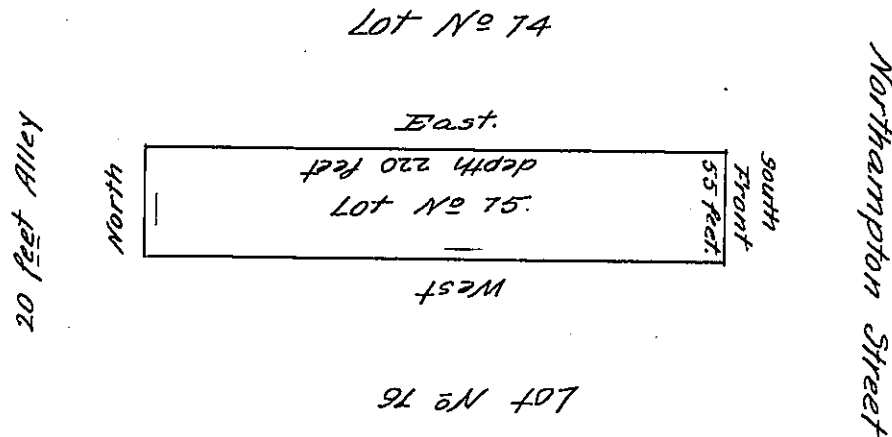 Lot Nº 74
East.
depth 220 feet
Lot Nº 75.
West
Lot Nº 76
20 feet Alley
North
55 feet.
South
Front
Northampton Street